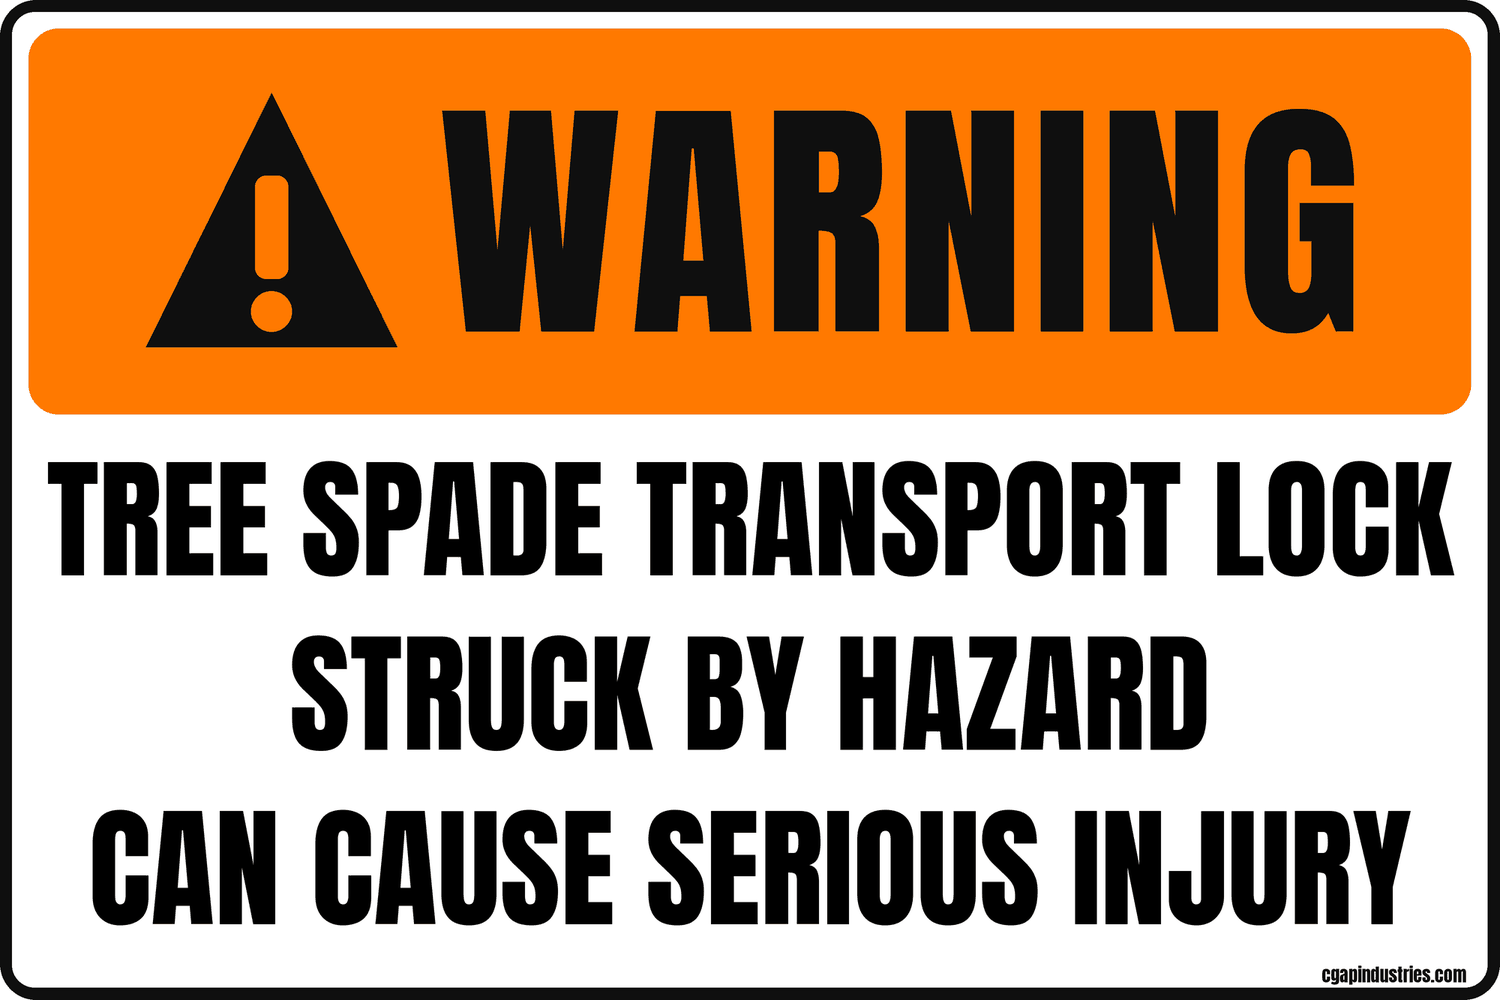 WARNING
TREE SPADE TRANSPORT LOCK
STRUCK BY HAZARD
CAN CAUSE SERIOUS INJURY
cgapindustries.com